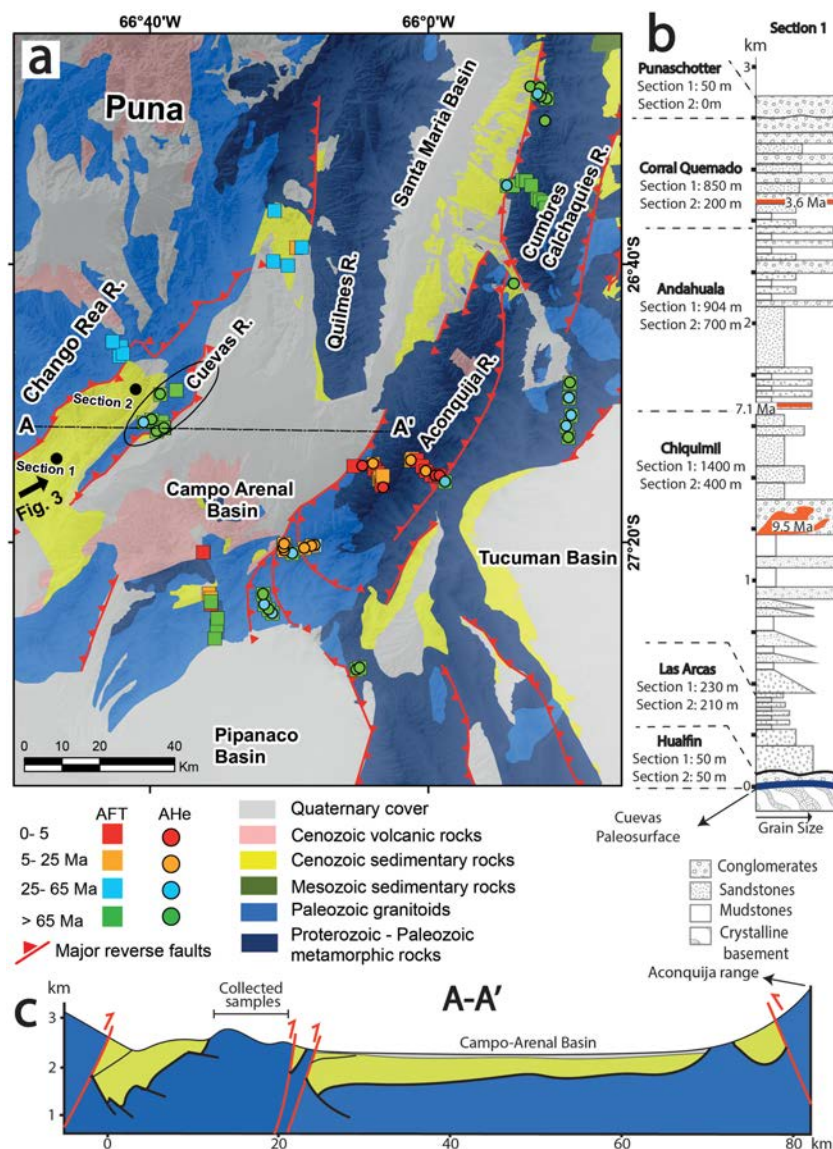 66°40'W
66°0'W
a
Puna
Santa Maria Basin
Cumbres
Calchaquies R.
26°40'S
Quilmes R.
Chango Rea R.
Cuevas R.
Section 2
Aconquija R.
A
A'
Section 1
Fig. 3
Campo Arenal
Basin
27°20'S
Tucuman Basin
Pipanaco
Basin
0 10 20 40
Km
b
Section 1
km
3
Punaschotter
Section 1: 50 m
Section 2: 0m
Corral Quemado
Section 1: 850 m
Section 2: 200 m
3.6 Ma
Andahuala
Section 1: 904 m
Section 2: 700 m
2
7.1 Ma
Chiquimil
Section 1: 1400 m
Section 2: 400 m
9.5 Ma
1
Las Arcas
Section 1: 230 m
Section 2: 210 m
Hualfin
Section 1: 50 m
Section 2: 50 m
0
Cuevas
Paleosurface
Grain Size
Conglomerates
Sandstones
Mudstones
Crystalline
basement
AFT AHe
0- 5
5- 25 Ma
25- 65 Ma
> 65 Ma
Major reverse faults
Quaternary cover
Cenozoic volcanic rocks
Cenozoic sedimentary rocks
Mesozoic sedimentary rocks
Paleozoic granitoids
Proterozoic - Paleozoic
metamorphic rocks
c
km
Collected
samples
A-A'
Aconquija range
3
2
1
Campo-Arenal Basin
0 20 40 60 80 km